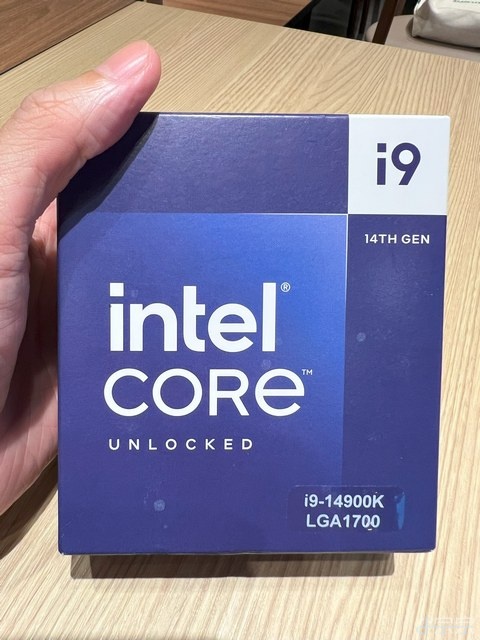 i9
14TH GEN
intel®
CORe™
UNLOCKED
i9-14900K
LGA1700